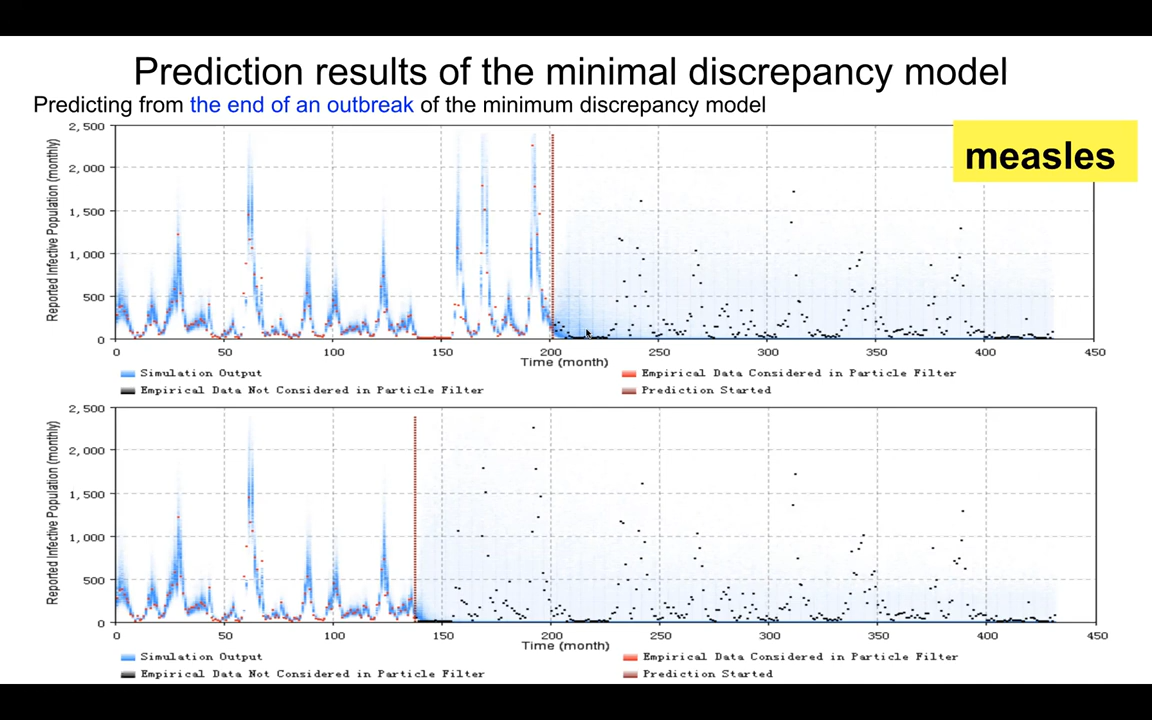 Prediction results of the minimal discrepancy model
Predicting from the end of an outbreak of the minimum discrepancy model
measles
Reported Infective Population (monthly)
2,500
2,000
1,500
1,000
500
0
0 50 100 150 200 250 300 350 400 450
Time (month)
Simulation Output
Empirical Data Considered in Particle Filter
Empirical Data Not Considered in Particle Filter
Prediction Started
Reported Infective Population (monthly)
2,500
2,000
1,500
1,000
500
0
0 50 100 150 200 250 300 350 400 450
Time (month)
Simulation Output
Empirical Data Considered in Particle Filter
Empirical Data Not Considered in Particle Filter
Prediction Started